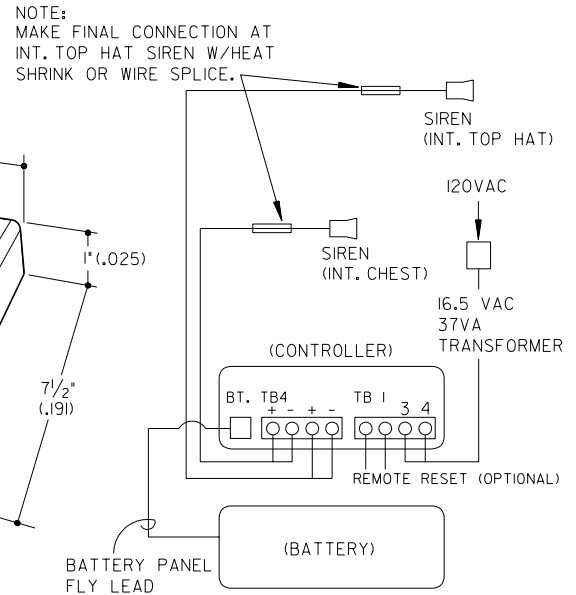 NOTE:
MAKE FINAL CONNECTION AT
INT. TOP HAT SIREN W/HEAT
SHRINK OR WIRE SPLICE.
SIREN
(INT. TOP HAT)
120VAC
SIREN
(INT. CHEST)
1"(.025)
16.5 VAC
37VA
TRANSFORMER
(CONTROLLER)
7 1/2"
(.191)
BT. TB4 TB 1
+ - + - 3 4
REMOTE RESET (OPTIONAL)
(BATTERY)
BATTERY PANEL
FLY LEAD